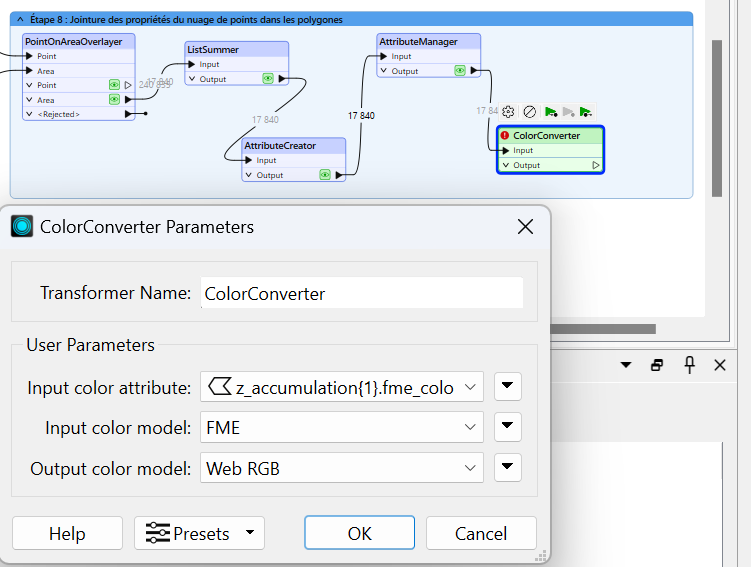 Étape 8 : Jointure des propriétés du nuage de points dans les polygones
PointOnAreaOverlayer
Point
Area
Point
Area
<Rejected>
17 840
ListSummer
Input
Output
17 840
AttributeCreator
Input
Output
17 840
AttributeManager
Input
Output
17 84
ColorConverter
Input
Output
ColorConverter Parameters
Transformer Name: ColorConverter
User Parameters
Input color attribute: z_accumulation{1}.fme_colo
Input color model: FME
Output color model: Web RGB
Help Presets OK Cancel